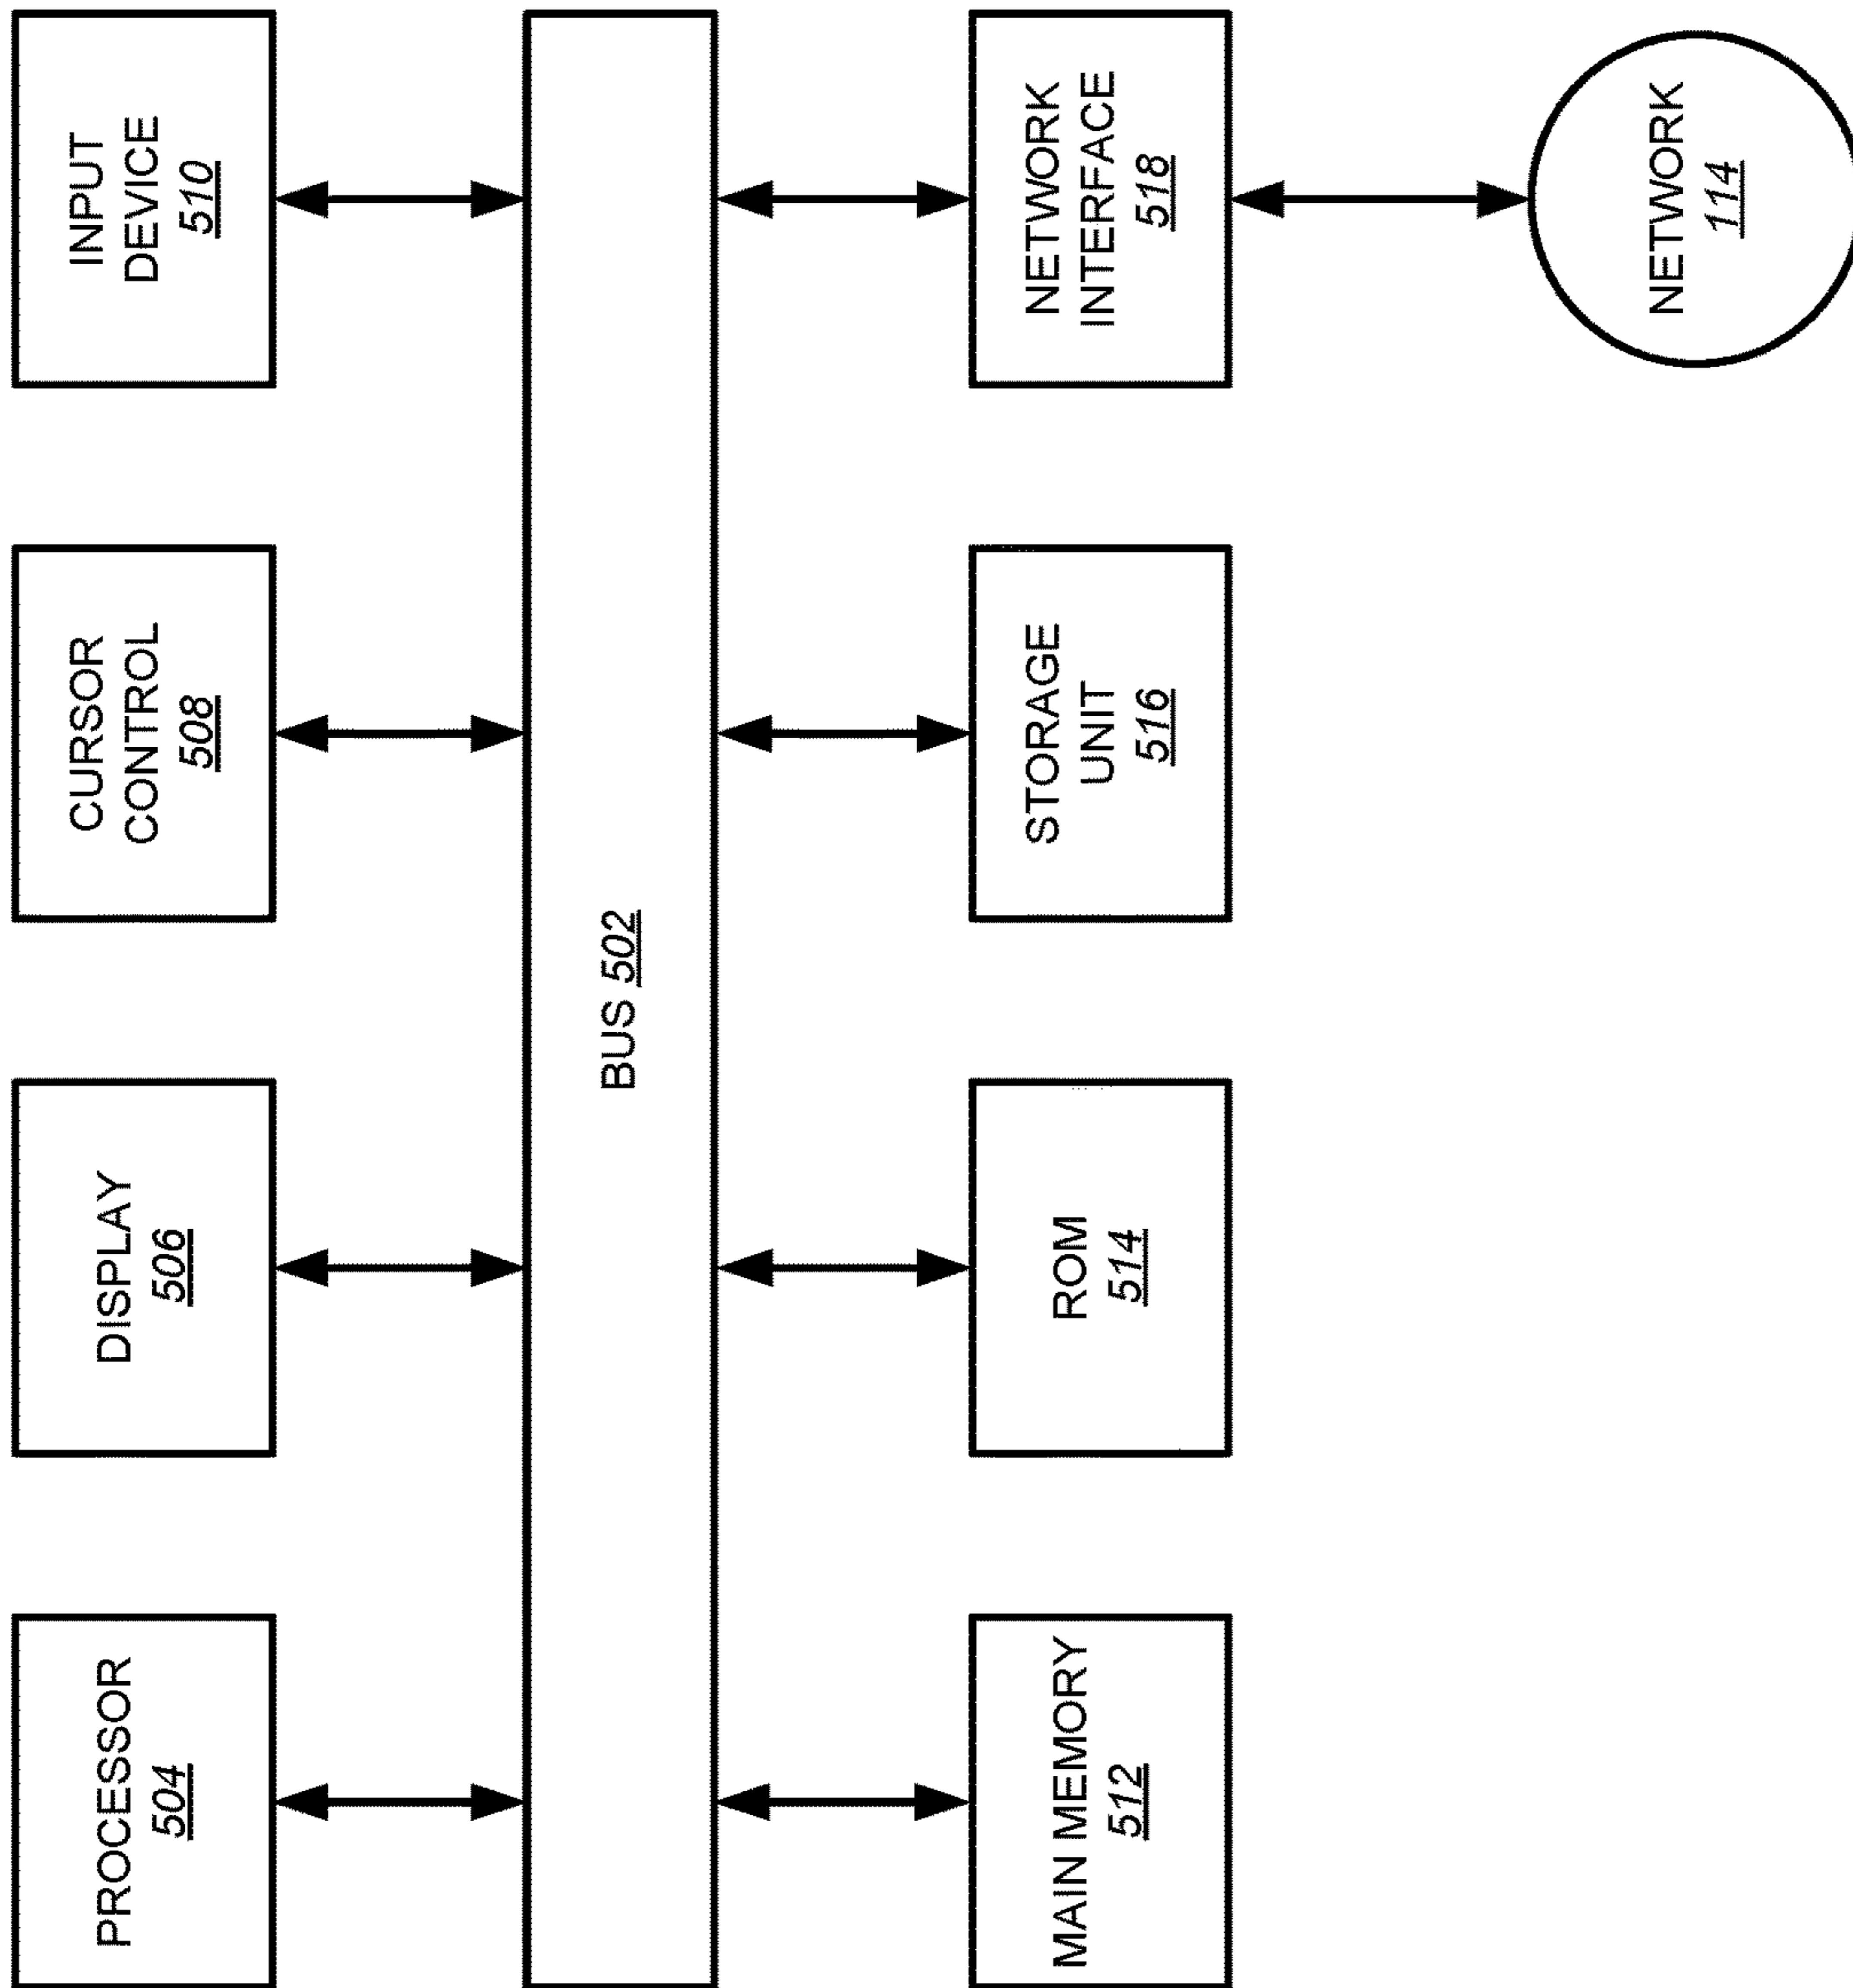 PROCESSOR
504
DISPLAY
506
CURSOR
CONTROL
508
INPUT
DEVICE
510
BUS 502
MAIN MEMORY
512
ROM
514
STORAGE
UNIT
516
NETWORK
INTERFACE
518
NETWORK
114